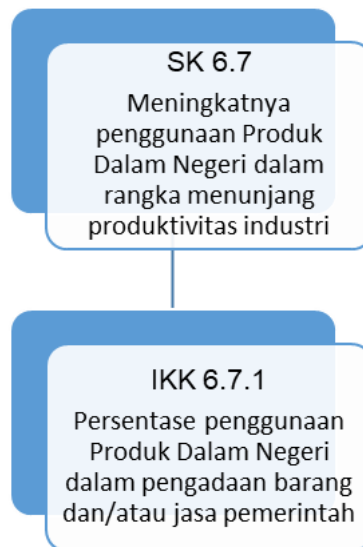 SK 6.7
Meningkatnya
penggunaan Produk
Dalam Negeri dalam
rangka menunjang
produktivitas industri
IKK 6.7.1
Persentase penggunaan
Produk Dalam Negeri
dalam pengadaan barang
dan/atau jasa pemerintah